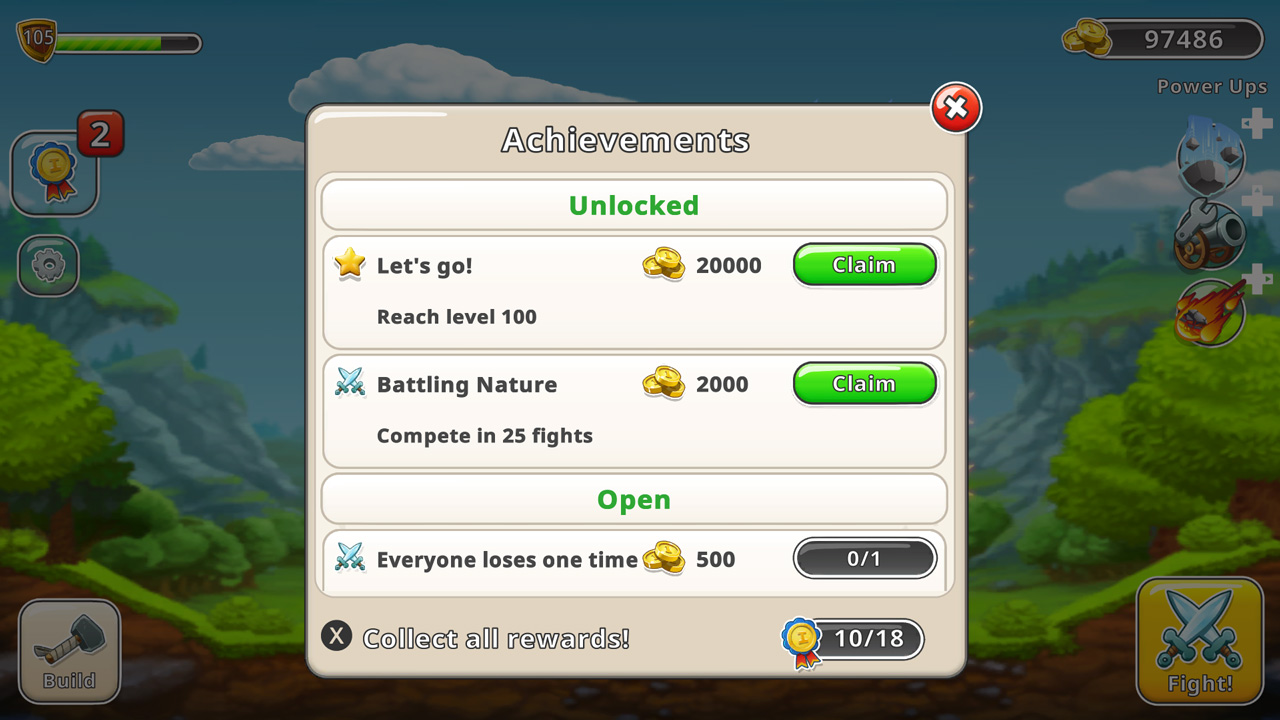 105
97486
Power Ups
2
Achievements
Unlocked
Let's go! 20000 Claim
Reach level 100
Battling Nature 2000 Claim
Compete in 25 fights
Open
Everyone loses one time 500 0/1
X Collect all rewards! 10/18
Build
Fight!